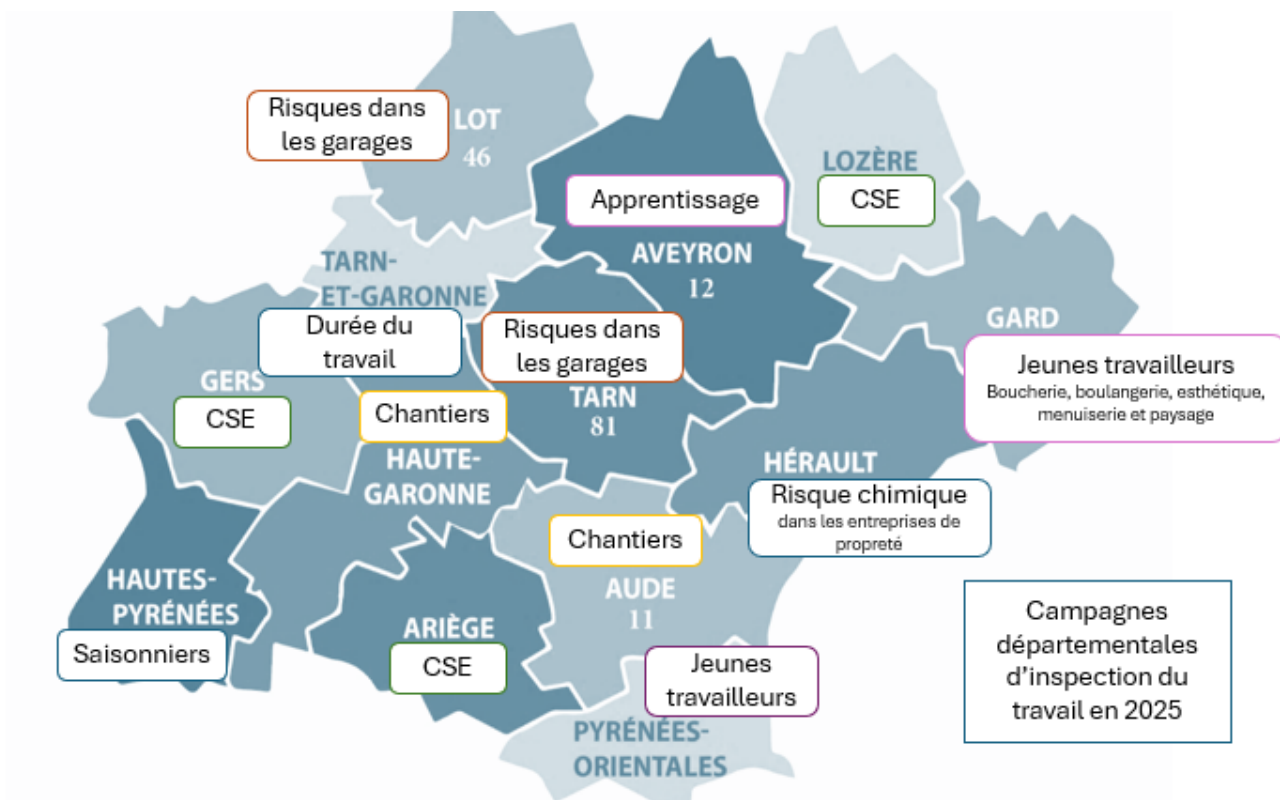 Risques dans
les garages
LOT
46
LOZÈRE
CSE
Apprentissage
AVEYRON
12
TARN-
ET-GARONNE
Durée du
travail
Risques dans
les garages
TARN
81
GARD
Jeunes travailleurs
Boucherie, boulangerie, esthétique,
menuiserie et paysage
GERS
CSE
Chantiers
HAUTE-
GARONNE
HÉRAULT
Risque chimique
dans les entreprises de
propreté
Chantiers
AUDE
11
HAUTES-
PYRÉNÉES
Saisonniers
ARIÈGE
CSE
Jeunes
travailleurs
PYRÉNÉES-
ORIENTALES
Campagnes
départementales
d’inspection du
travail en 2025